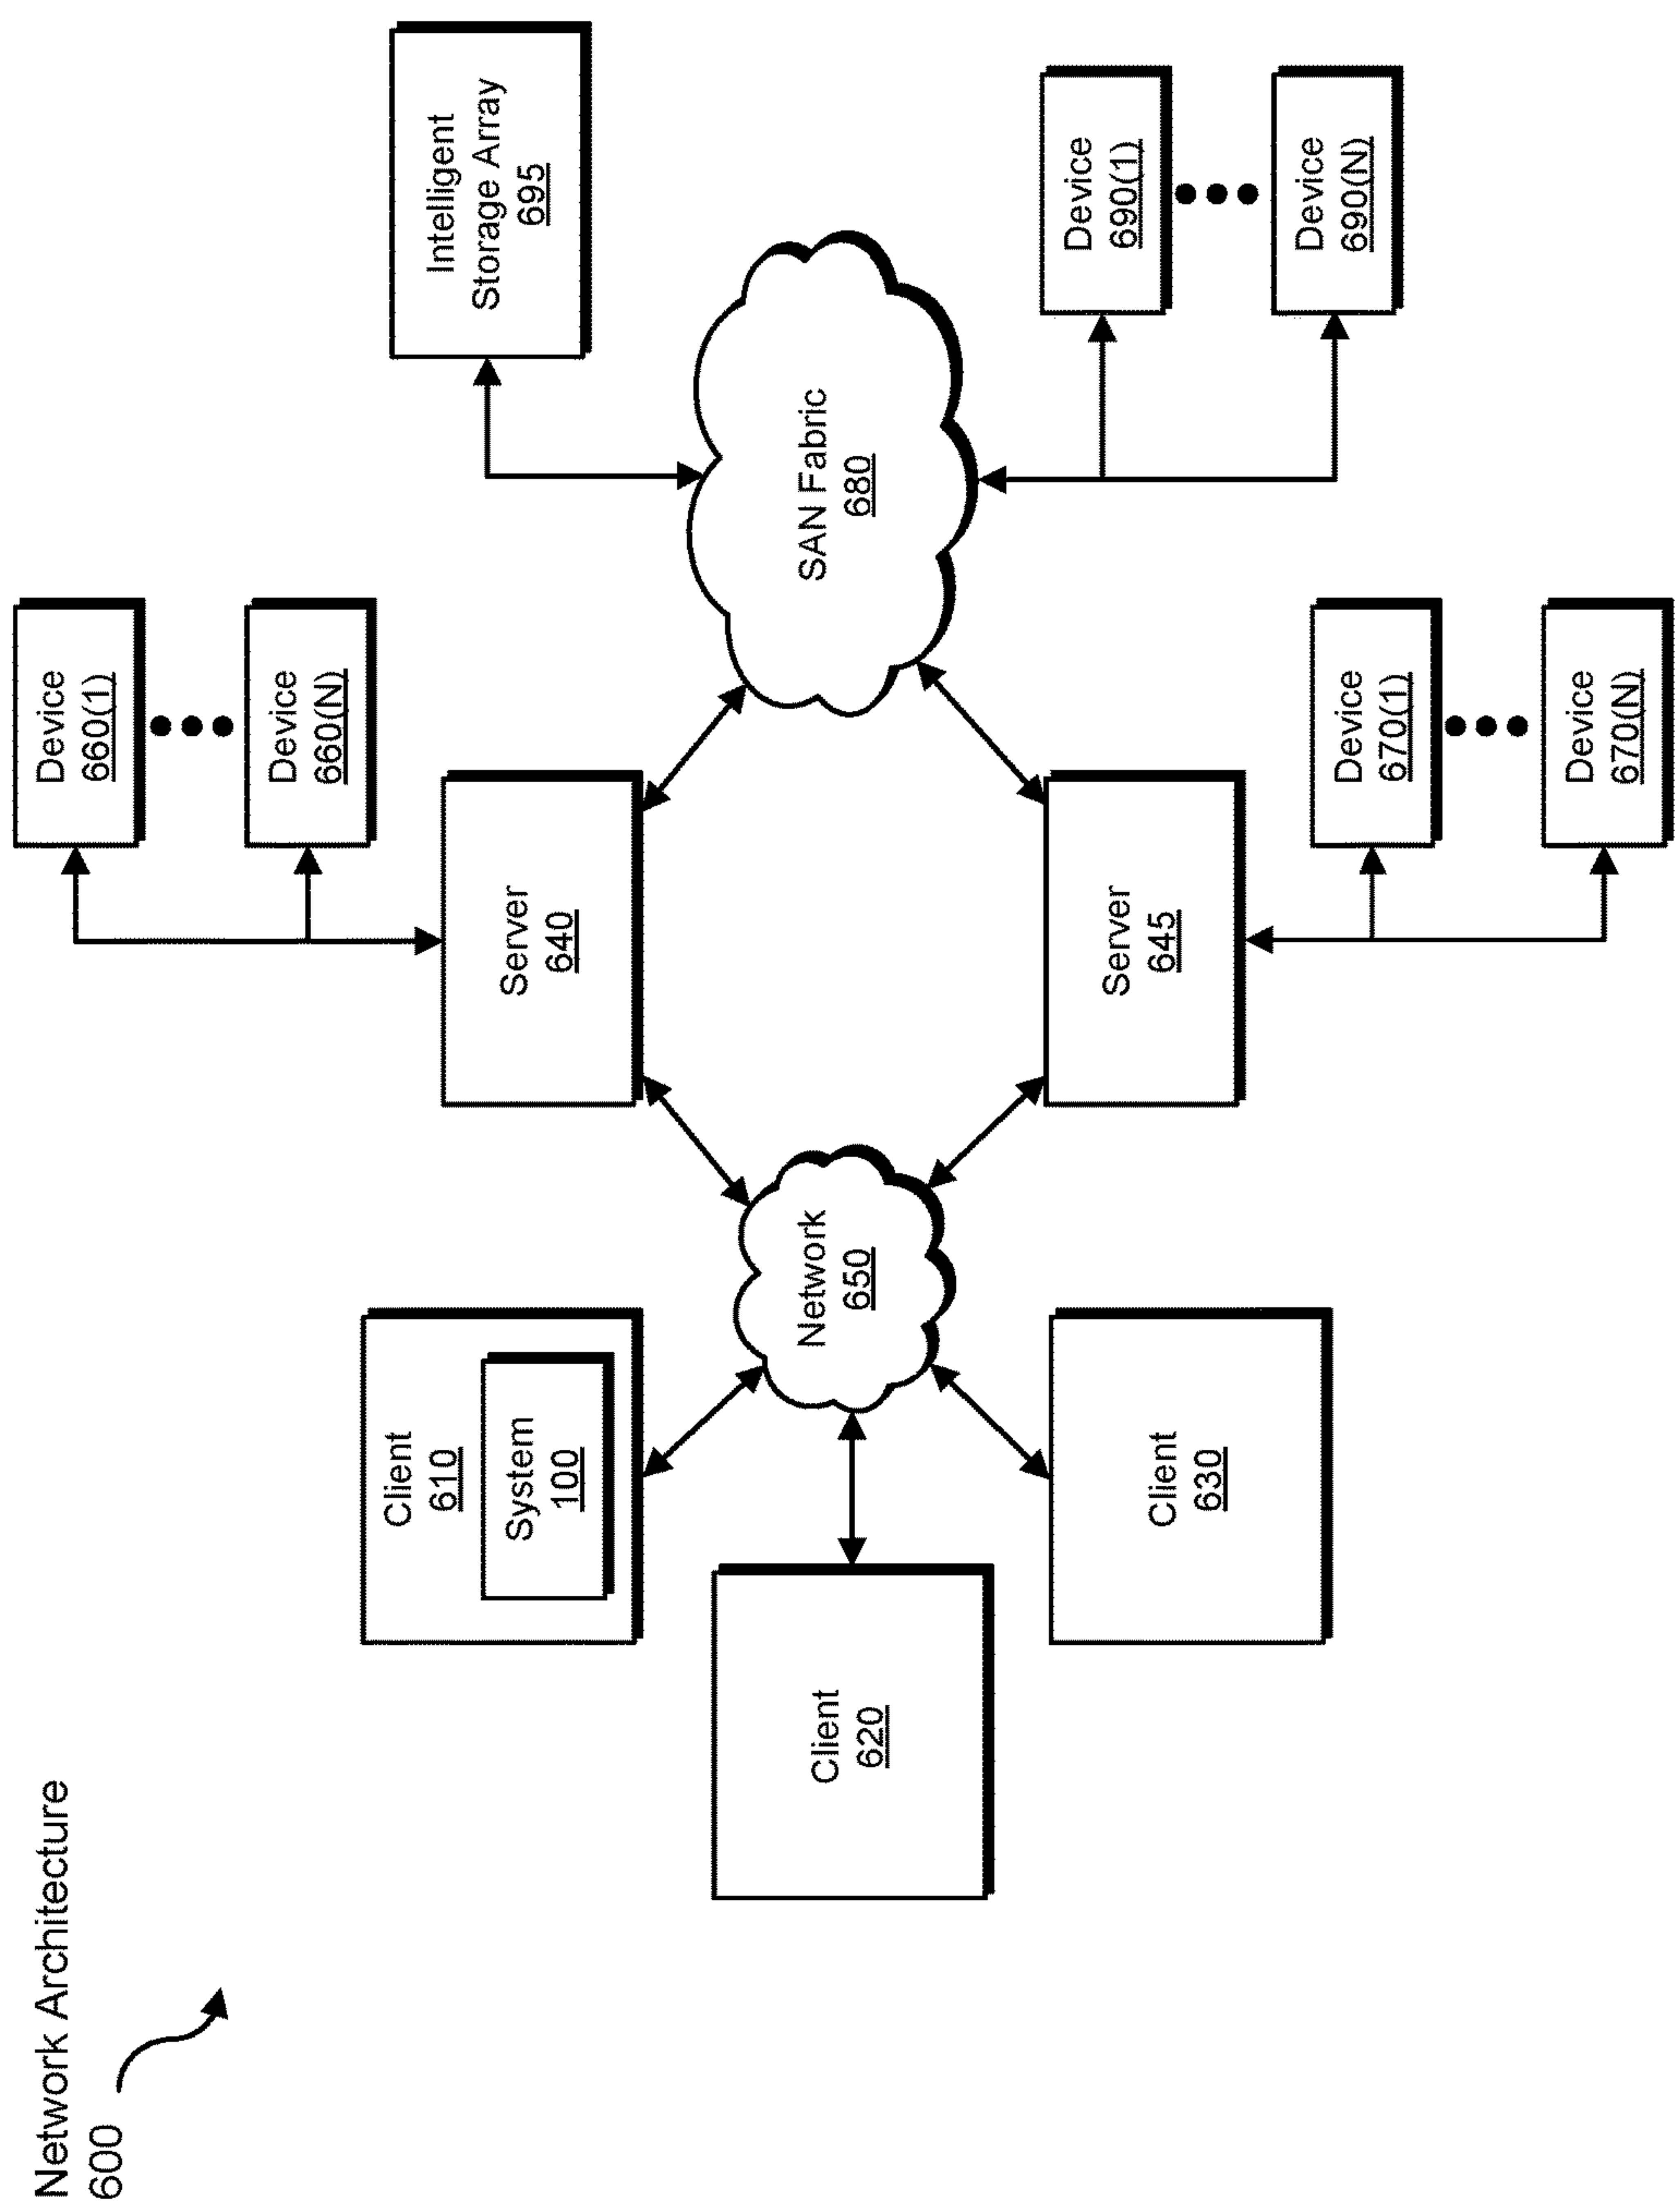 Network Architecture
600
Client
610
System
100
Client
620
Client
630
Network
650
Server
640
Server
645
Device
660(1)
Device
660(N)
Device
670(1)
Device
670(N)
SAN Fabric
680
Intelligent
Storage Array
695
Device
690(1)
Device
690(N)